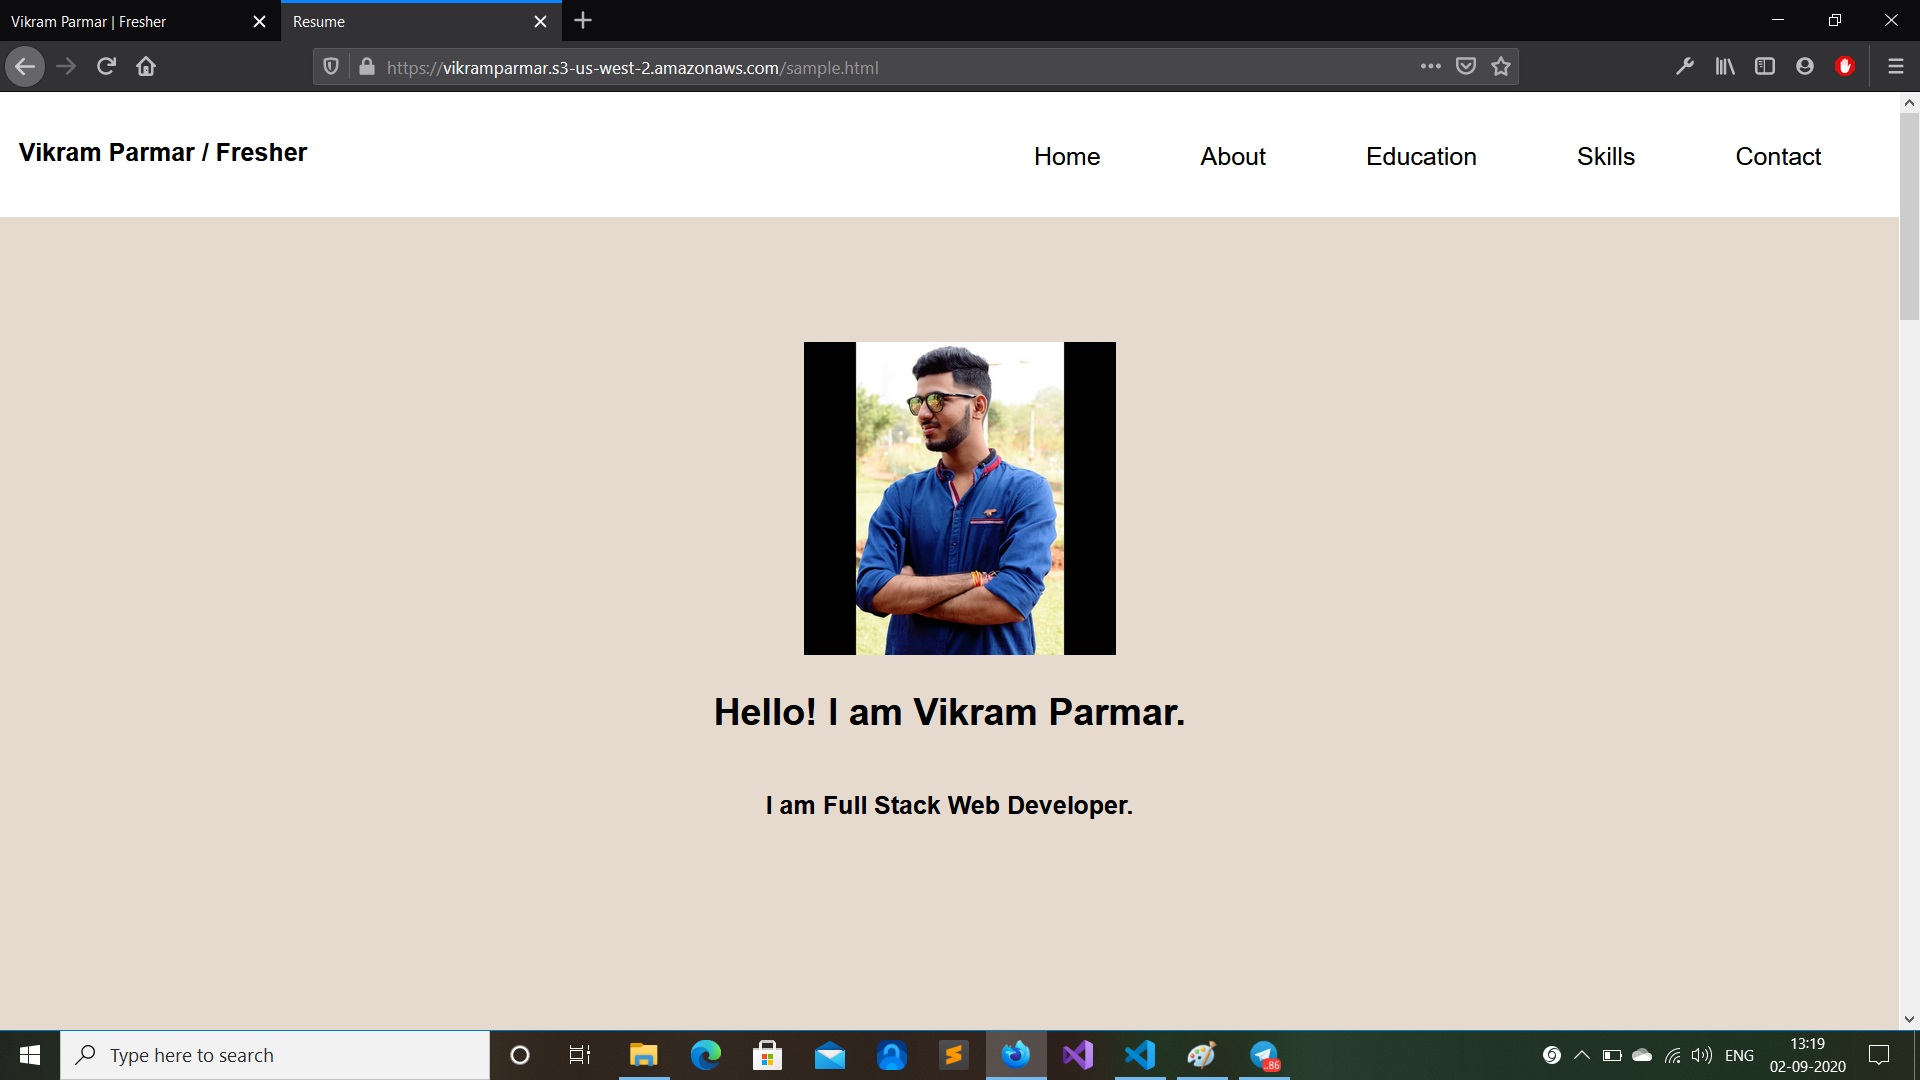 Vikram Parmar | Fresher
Resume
https://vikramparmar.s3-us-west-2.amazonaws.com/sample.html
Vikram Parmar / Fresher
Home
About
Education
Skills
Contact
Hello! I am Vikram Parmar.
I am Full Stack Web Developer.
Type here to search
..86
ENG
13:19
02-09-2020